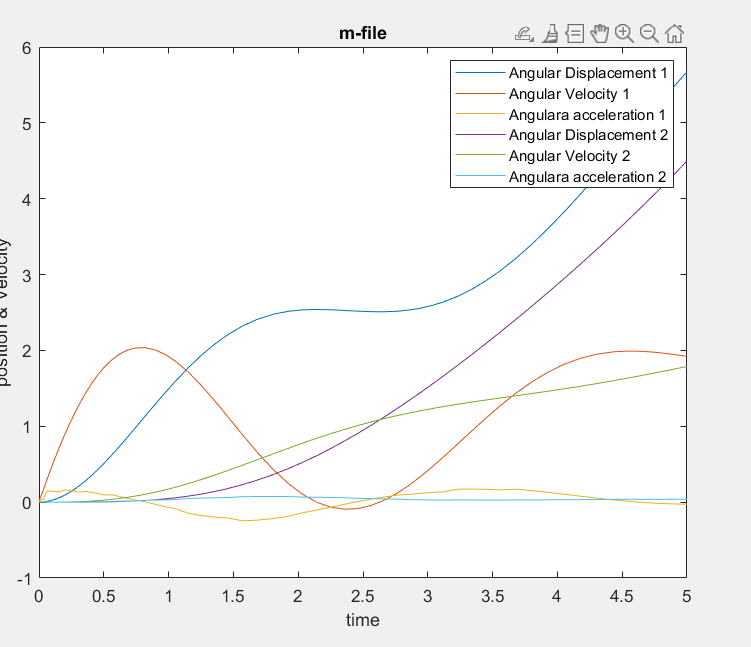 m-file
6
5
4
3
2
1
0
-1
position & Velocity
Angular Displacement 1
Angular Velocity 1
Angulara acceleration 1
Angular Displacement 2
Angular Velocity 2
Angulara acceleration 2
0 0.5 1 1.5 2 2.5 3 3.5 4 4.5 5
time